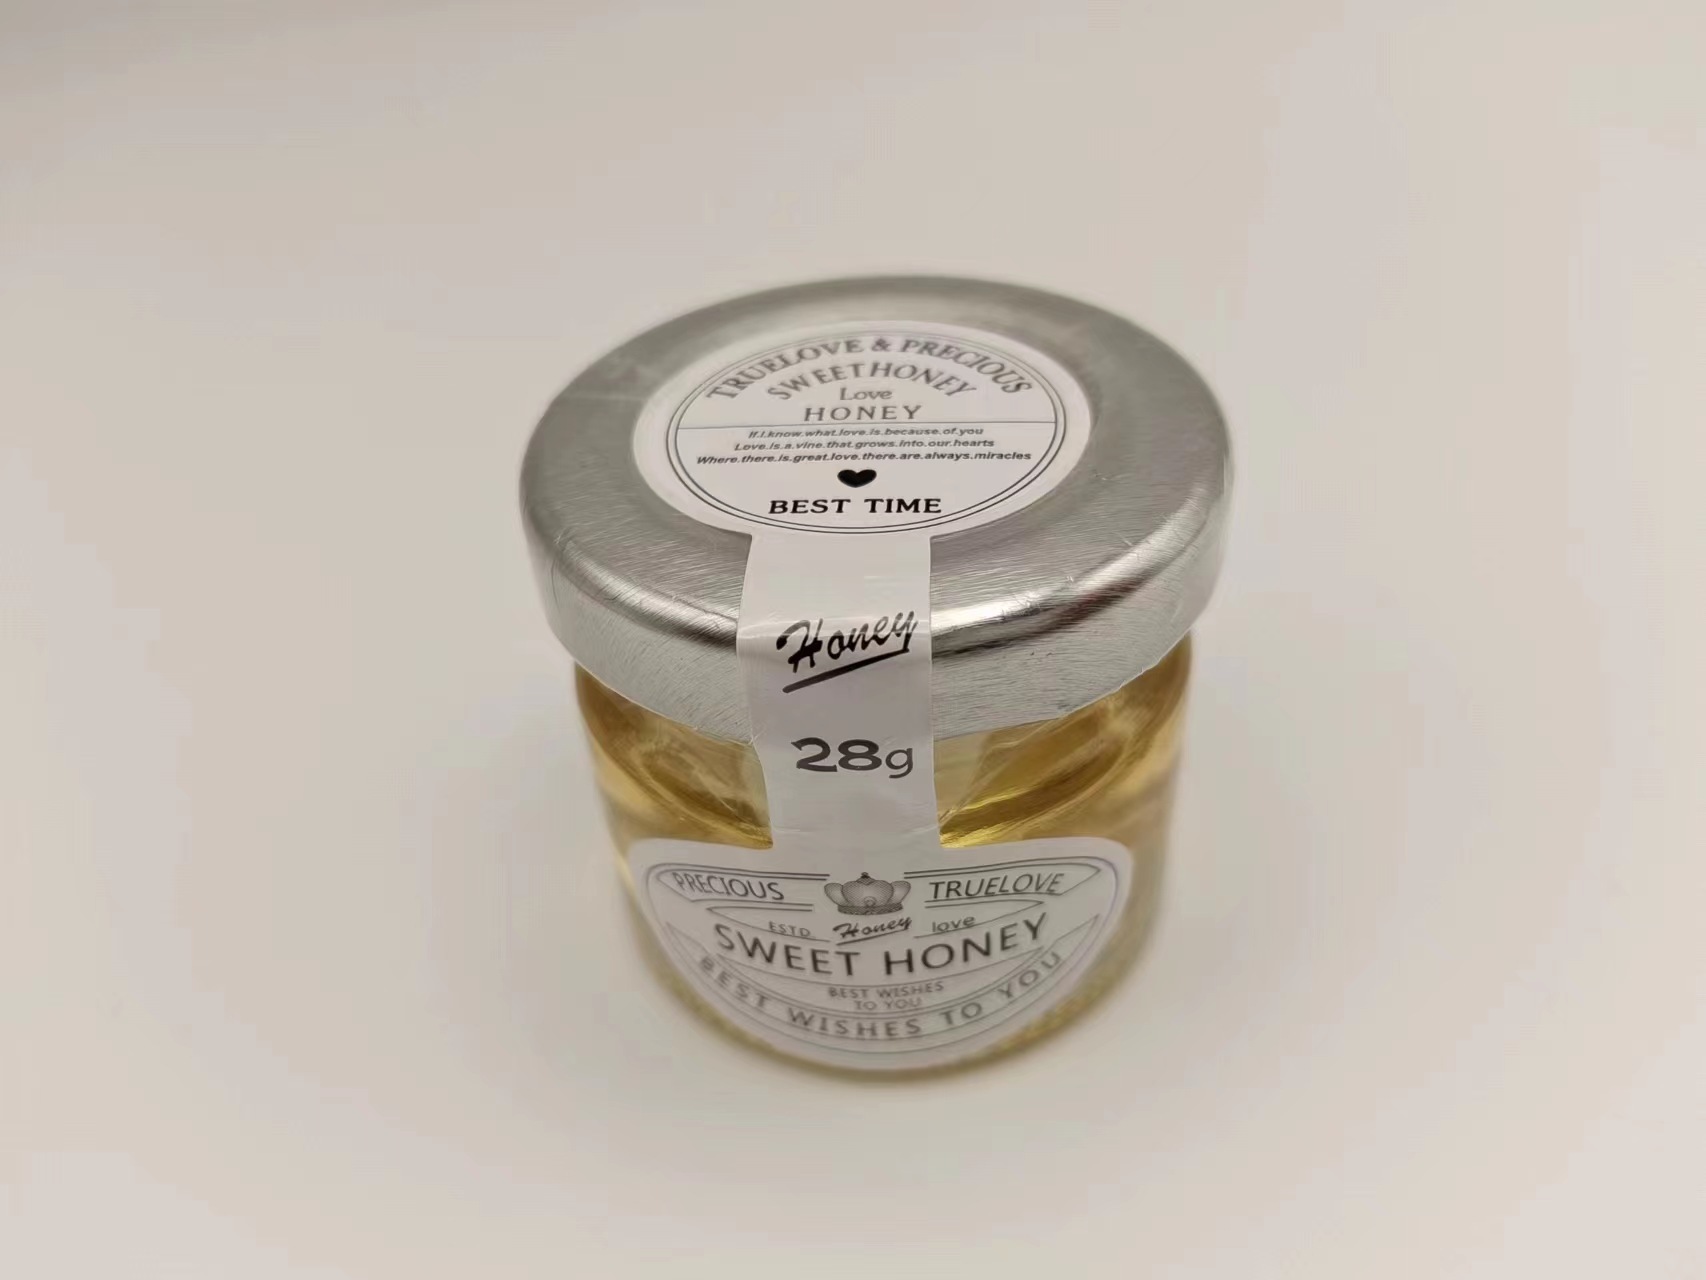 TRUELOVE & PRECIOUS
SWEETHONEY
Love
HONEY
If.I.know.what.love.is.because.of.you
Love.is.a.vine.that.grows.into.our.hearts
Where.there.is.great.love.there.are.always.miracles
BEST TIME
Honey
28g
PRECIOUS TRUELOVE
ESTD Honey love
SWEET HONEY
BEST WISHES
TO YOU
BEST WISHES TO YOU